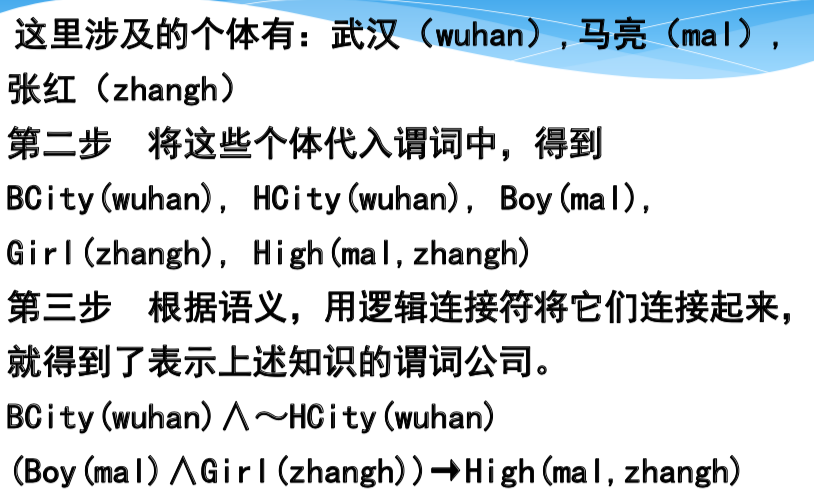 这里涉及的个体有：武汉（wuhan）,马亮（mal）,
张红（zhangh）
第二步　将这些个体代入谓词中，得到
BCity(wuhan), HCity(wuhan), Boy(mal),
Girl(zhangh), High(mal,zhangh)
第三步　根据语义，用逻辑连接符将它们连接起来，
就得到了表示上述知识的谓词公司。
BCity(wuhan)∧～HCity(wuhan)
(Boy(mal)∧Girl(zhangh))→High(mal,zhangh)